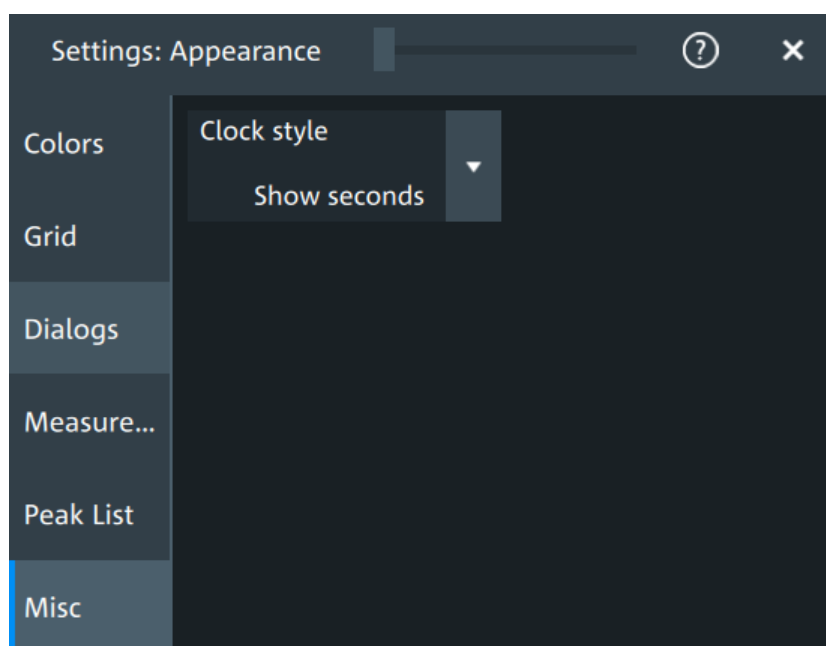 Settings: Appearance
?
Colors
Grid
Dialogs
Measure...
Peak List
Misc
Clock style
Show seconds